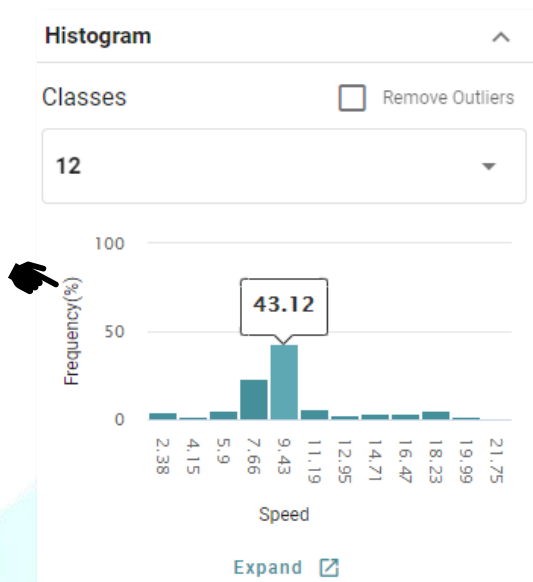 Histogram
Classes
Remove Outliers
12
100
50
0
Frequency(%)
43.12
2.38
4.15
5.9
7.66
9.43
11.19
12.95
14.71
16.47
18.23
19.99
21.75
Speed
Expand